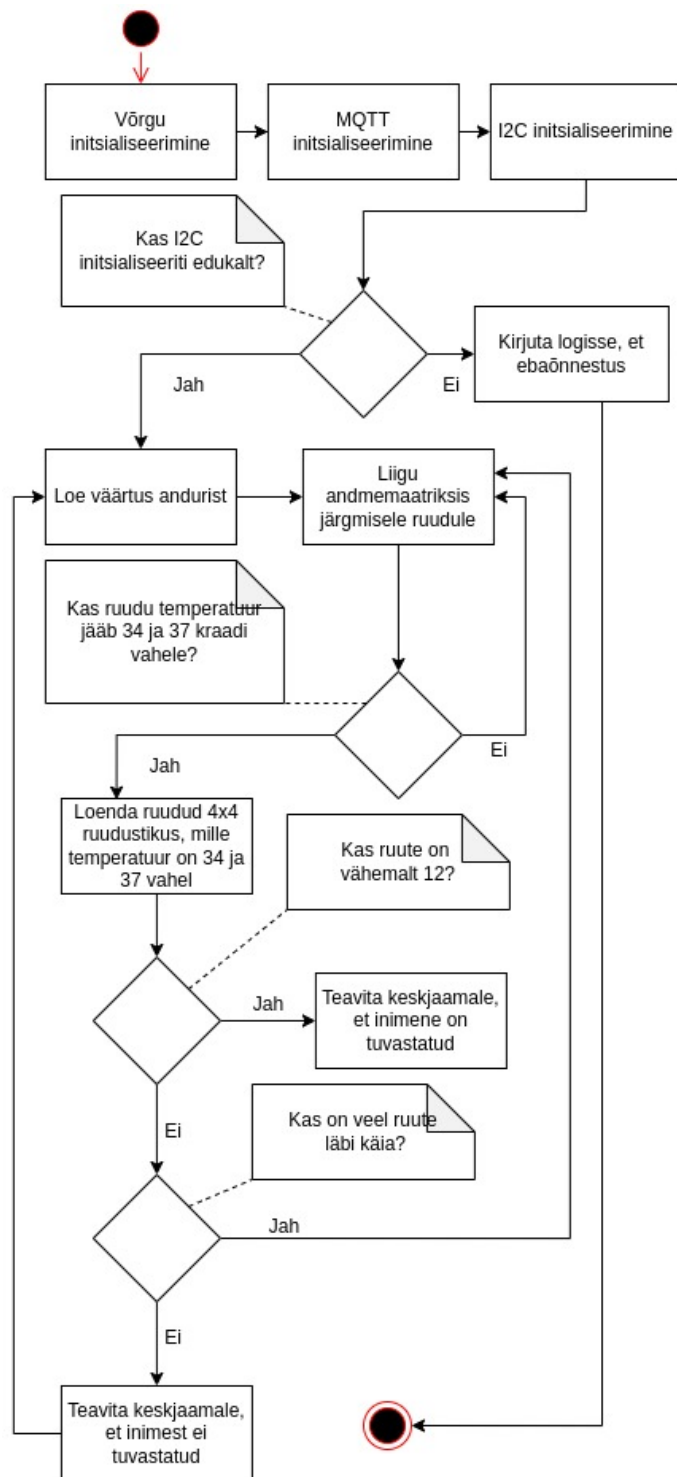 Võrgu
initsialiseerimine
MQTT
initsialiseerimine
I2C initsialiseerimine
Kas I2C
initsialiseeriti edukalt?
Kirjuta logisse, et
ebaõnnestus
Jah
Ei
Loe väärtus andurist
Liigu
andmemaatriksis
järgmisele ruudule
Kas ruudu temperatuur
jääb 34 ja 37 kraadi
vahele?
Ei
Jah
Loenda ruudud 4x4
ruudustikus, mille
temperatuur on 34 ja
37 vahel
Kas ruute on
vähemalt 12?
Jah
Teavita keskjaamale,
et inimene on
tuvastatud
Ei
Kas on veel ruute
läbi käia?
Jah
Ei
Teavita keskjaamale,
et inimest ei
tuvastatud